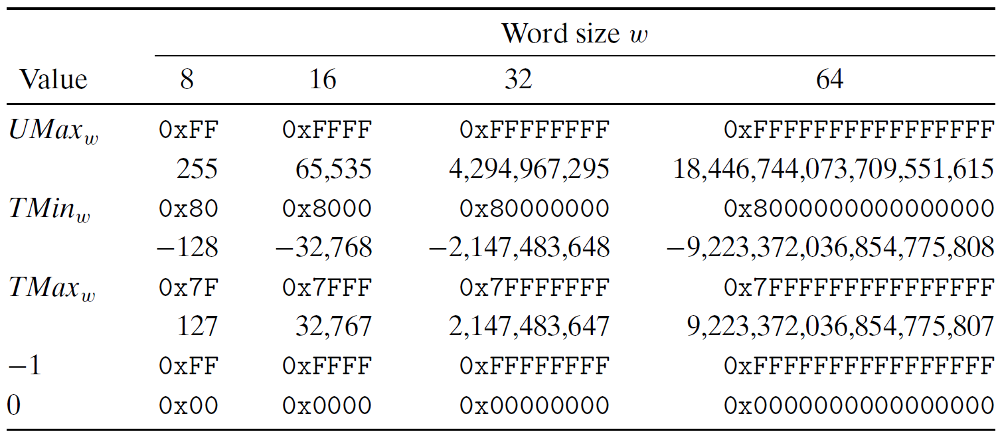 Word size w
Value 8 16 32 64
UMaxw 0xFF 0xFFFF 0xFFFFFFFF 0xFFFFFFFFFFFFFFFF
255 65,535 4,294,967,295 18,446,744,073,709,551,615
TMinw 0x80 0x8000 0x80000000 0x8000000000000000
−128 −32,768 −2,147,483,648 −9,223,372,036,854,775,808
TMaxw 0x7F 0x7FFF 0x7FFFFFFF 0x7FFFFFFFFFFFFFFF
127 32,767 2,147,483,647 9,223,372,036,854,775,807
−1 0xFF 0xFFFF 0xFFFFFFFF 0xFFFFFFFFFFFFFFFF
0 0x00 0x0000 0x00000000 0x0000000000000000